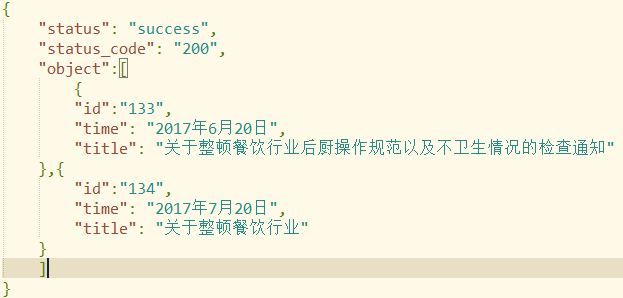 {
"status": "success",
"status_code": "200",
"object":[
{
"id":"133",
"time": "2017年6月20日",
"title": "关于整顿餐饮行业后厨操作规范以及不卫生情况的检查通知"
},{
"id":"134",
"time": "2017年7月20日",
"title": "关于整顿餐饮行业"
}
]
}